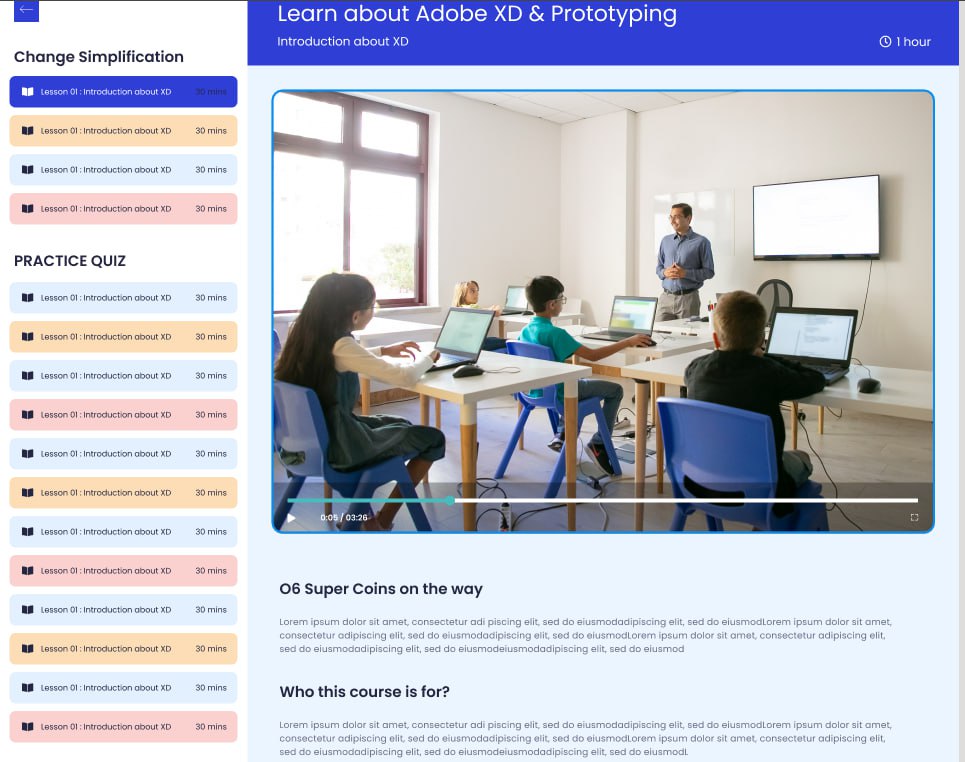 Change Simplification
Lesson 01 : Introduction about XD 30 mins
Lesson 01 : Introduction about XD 30 mins
Lesson 01 : Introduction about XD 30 mins
Lesson 01 : Introduction about XD 30 mins
PRACTICE QUIZ
Lesson 01 : Introduction about XD 30 mins
Lesson 01 : Introduction about XD 30 mins
Lesson 01 : Introduction about XD 30 mins
Lesson 01 : Introduction about XD 30 mins
Lesson 01 : Introduction about XD 30 mins
Lesson 01 : Introduction about XD 30 mins
Lesson 01 : Introduction about XD 30 mins
Lesson 01 : Introduction about XD 30 mins
Lesson 01 : Introduction about XD 30 mins
Lesson 01 : Introduction about XD 30 mins
Lesson 01 : Introduction about XD 30 mins
Lesson 01 : Introduction about XD 30 mins
Learn about Adobe XD & Prototyping
Introduction about XD
1 hour
0:05 / 03:26
O6 Super Coins on the way
Lorem ipsum dolor sit amet, consectetur adi piscing elit, sed do eiusmodadipiscing elit, sed do eiusmodLorem ipsum dolor sit amet,
consectetur adipiscing elit, sed do eiusmodadipiscing elit, sed do eiusmodLorem ipsum dolor sit amet, consectetur adipiscing elit,
sed do eiusmodadipiscing elit, sed do eiusmodeiusmodadipiscing elit, sed do eiusmod
Who this course is for?
Lorem ipsum dolor sit amet, consectetur adi piscing elit, sed do eiusmodadipiscing elit, sed do eiusmodLorem ipsum dolor sit amet,
consectetur adipiscing elit, sed do eiusmodadipiscing elit, sed do eiusmodLorem ipsum dolor sit amet, consectetur adipiscing elit,
sed do eiusmodadipiscing elit, sed do eiusmodeiusmodadipiscing elit, sed do eiusmodL